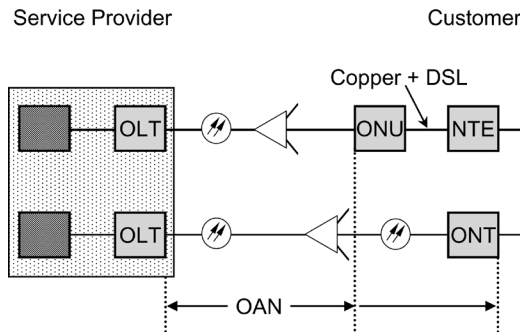 Service Provider
Customer
Copper + DSL
OLT
ONU
NTE
OLT
ONT
OAN